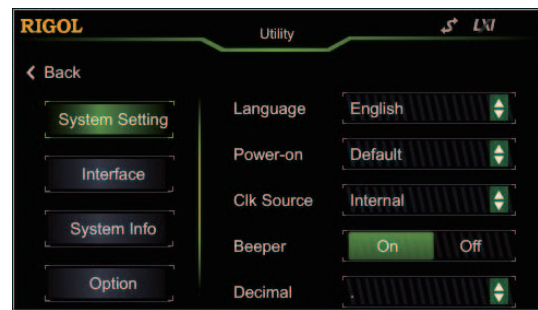 RIGOL
Utility
LXI
Back
System Setting
Interface
System Info
Option
Language English
Power-on Default
Clk Source Internal
Beeper On Off
Decimal .